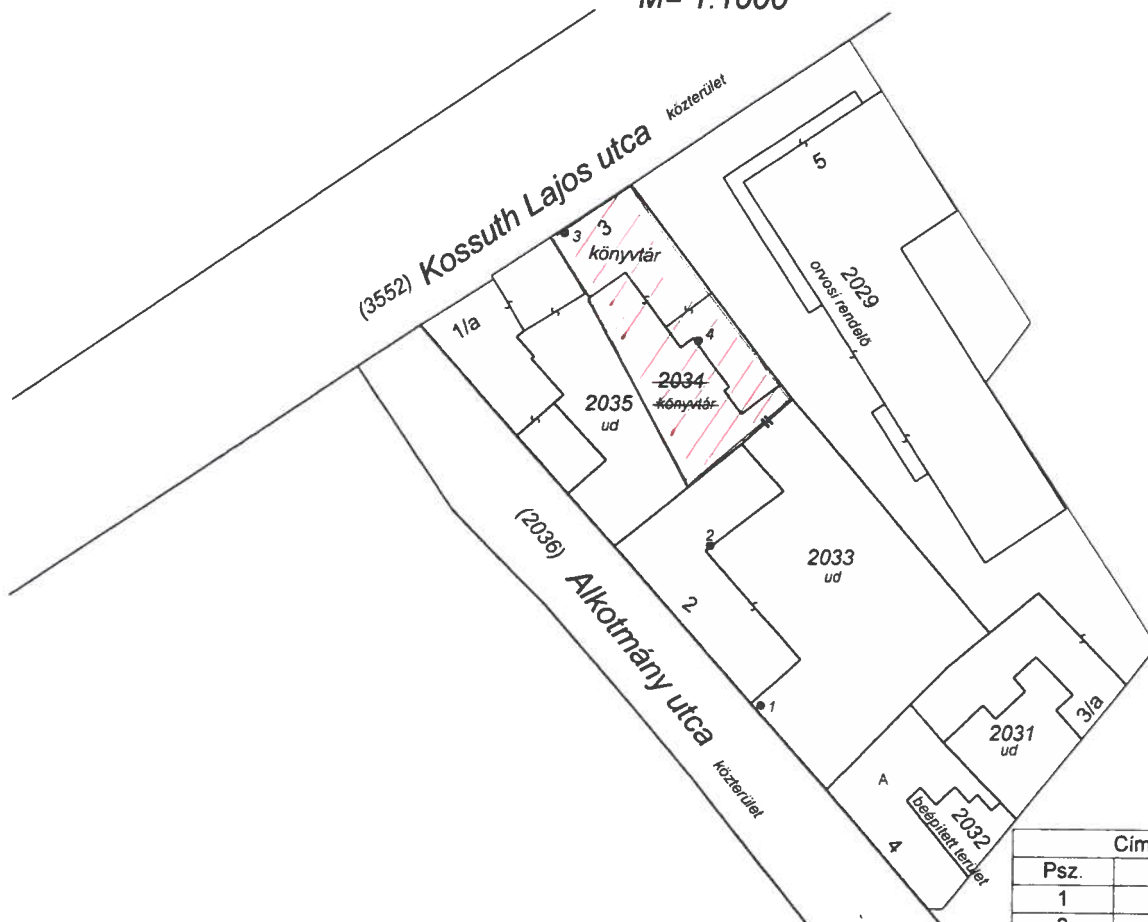 M= 1:1000
(3552) Kossuth Lajos utca közterület
5
3
3
könyvtár
2029
orvosi rendelő
1/a
4
2034
könyvtár
2035
ud
(2036) Alkotmány utca közterület
2
2
2033
ud
1
2031
ud
3/a
A
2032
beépített terület
4
Cím
Psz.
1